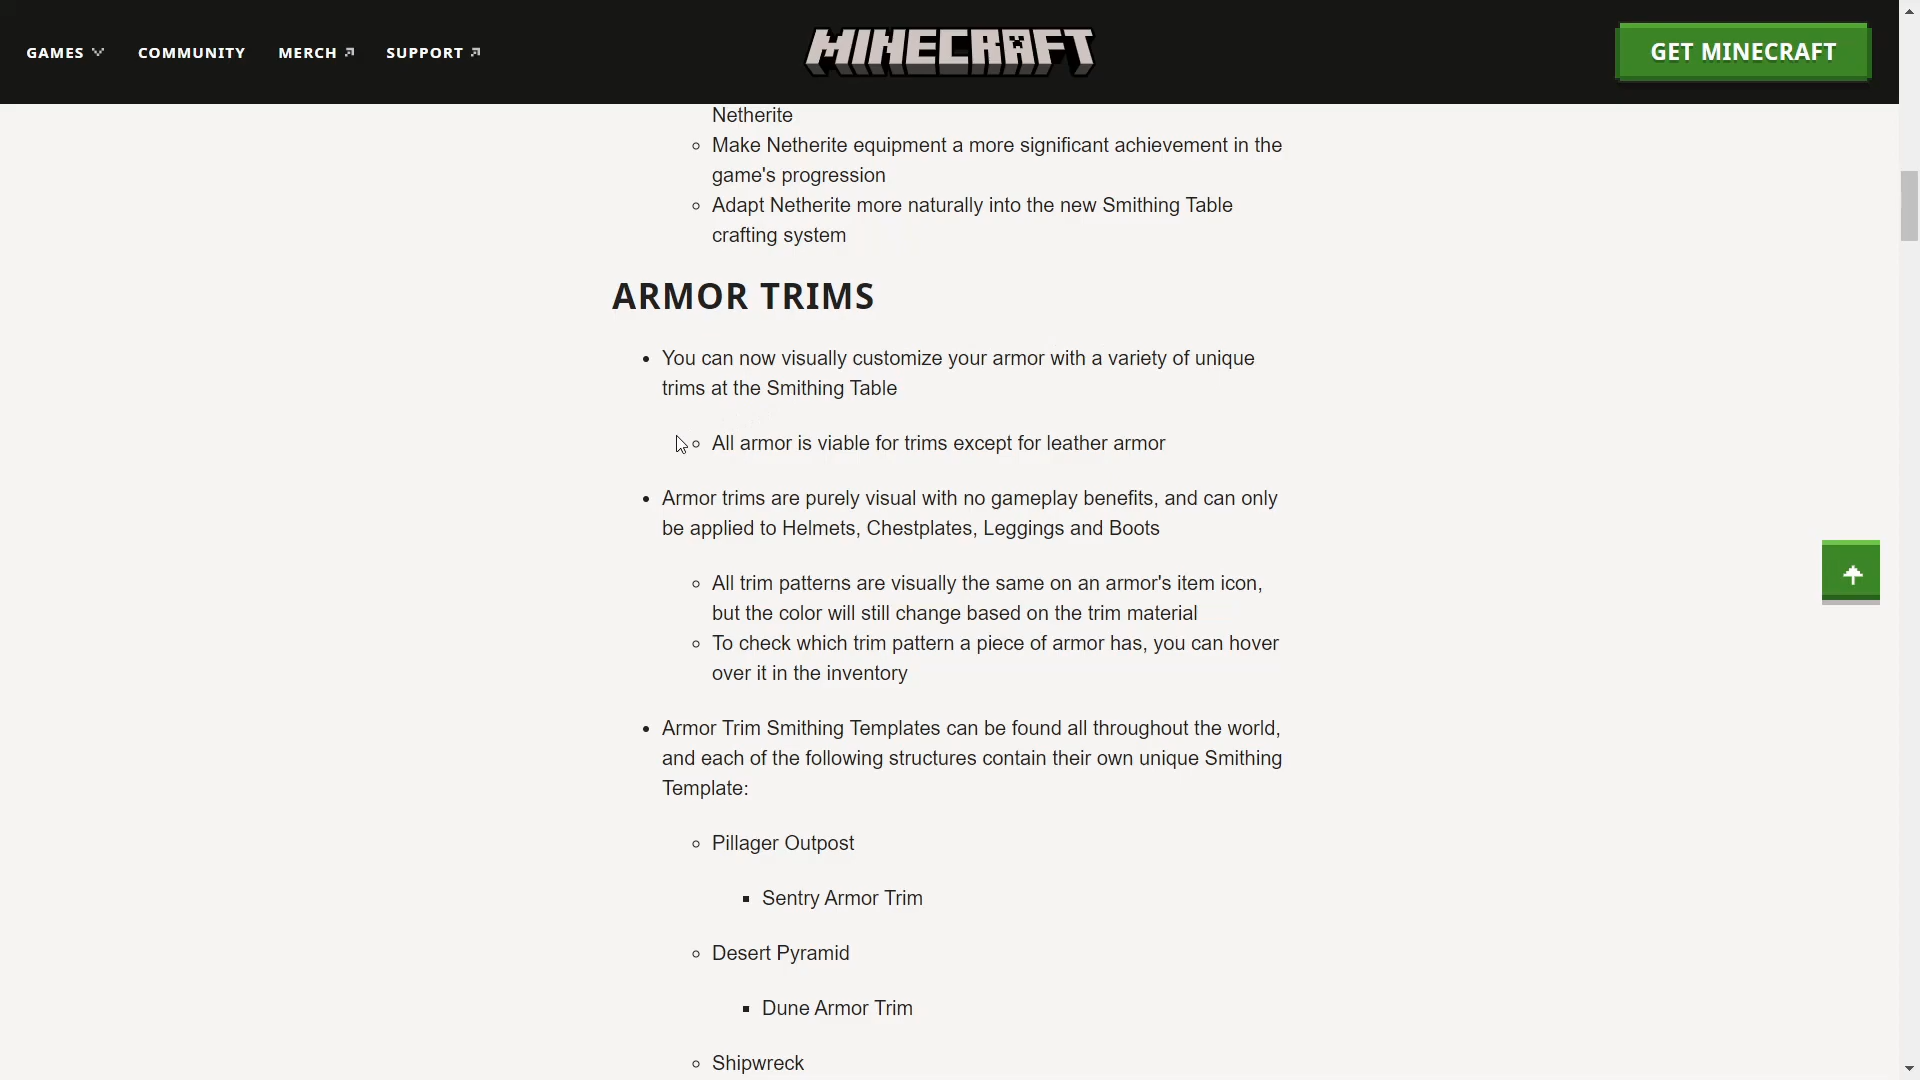 GAMES
COMMUNITY
MERCH
SUPPORT
MINECRAFT
GET MINECRAFT
Netherite
Make Netherite equipment a more significant achievement in the
game's progression
Adapt Netherite more naturally into the new Smithing Table
crafting system
ARMOR TRIMS
You can now visually customize your armor with a variety of unique
trims at the Smithing Table
All armor is viable for trims except for leather armor
Armor trims are purely visual with no gameplay benefits, and can only
be applied to Helmets, Chestplates, Leggings and Boots
All trim patterns are visually the same on an armor's item icon,
but the color will still change based on the trim material
To check which trim pattern a piece of armor has, you can hover
over it in the inventory
Armor Trim Smithing Templates can be found all throughout the world,
and each of the following structures contain their own unique Smithing
Template:
Pillager Outpost
Sentry Armor Trim
Desert Pyramid
Dune Armor Trim
Shipwreck